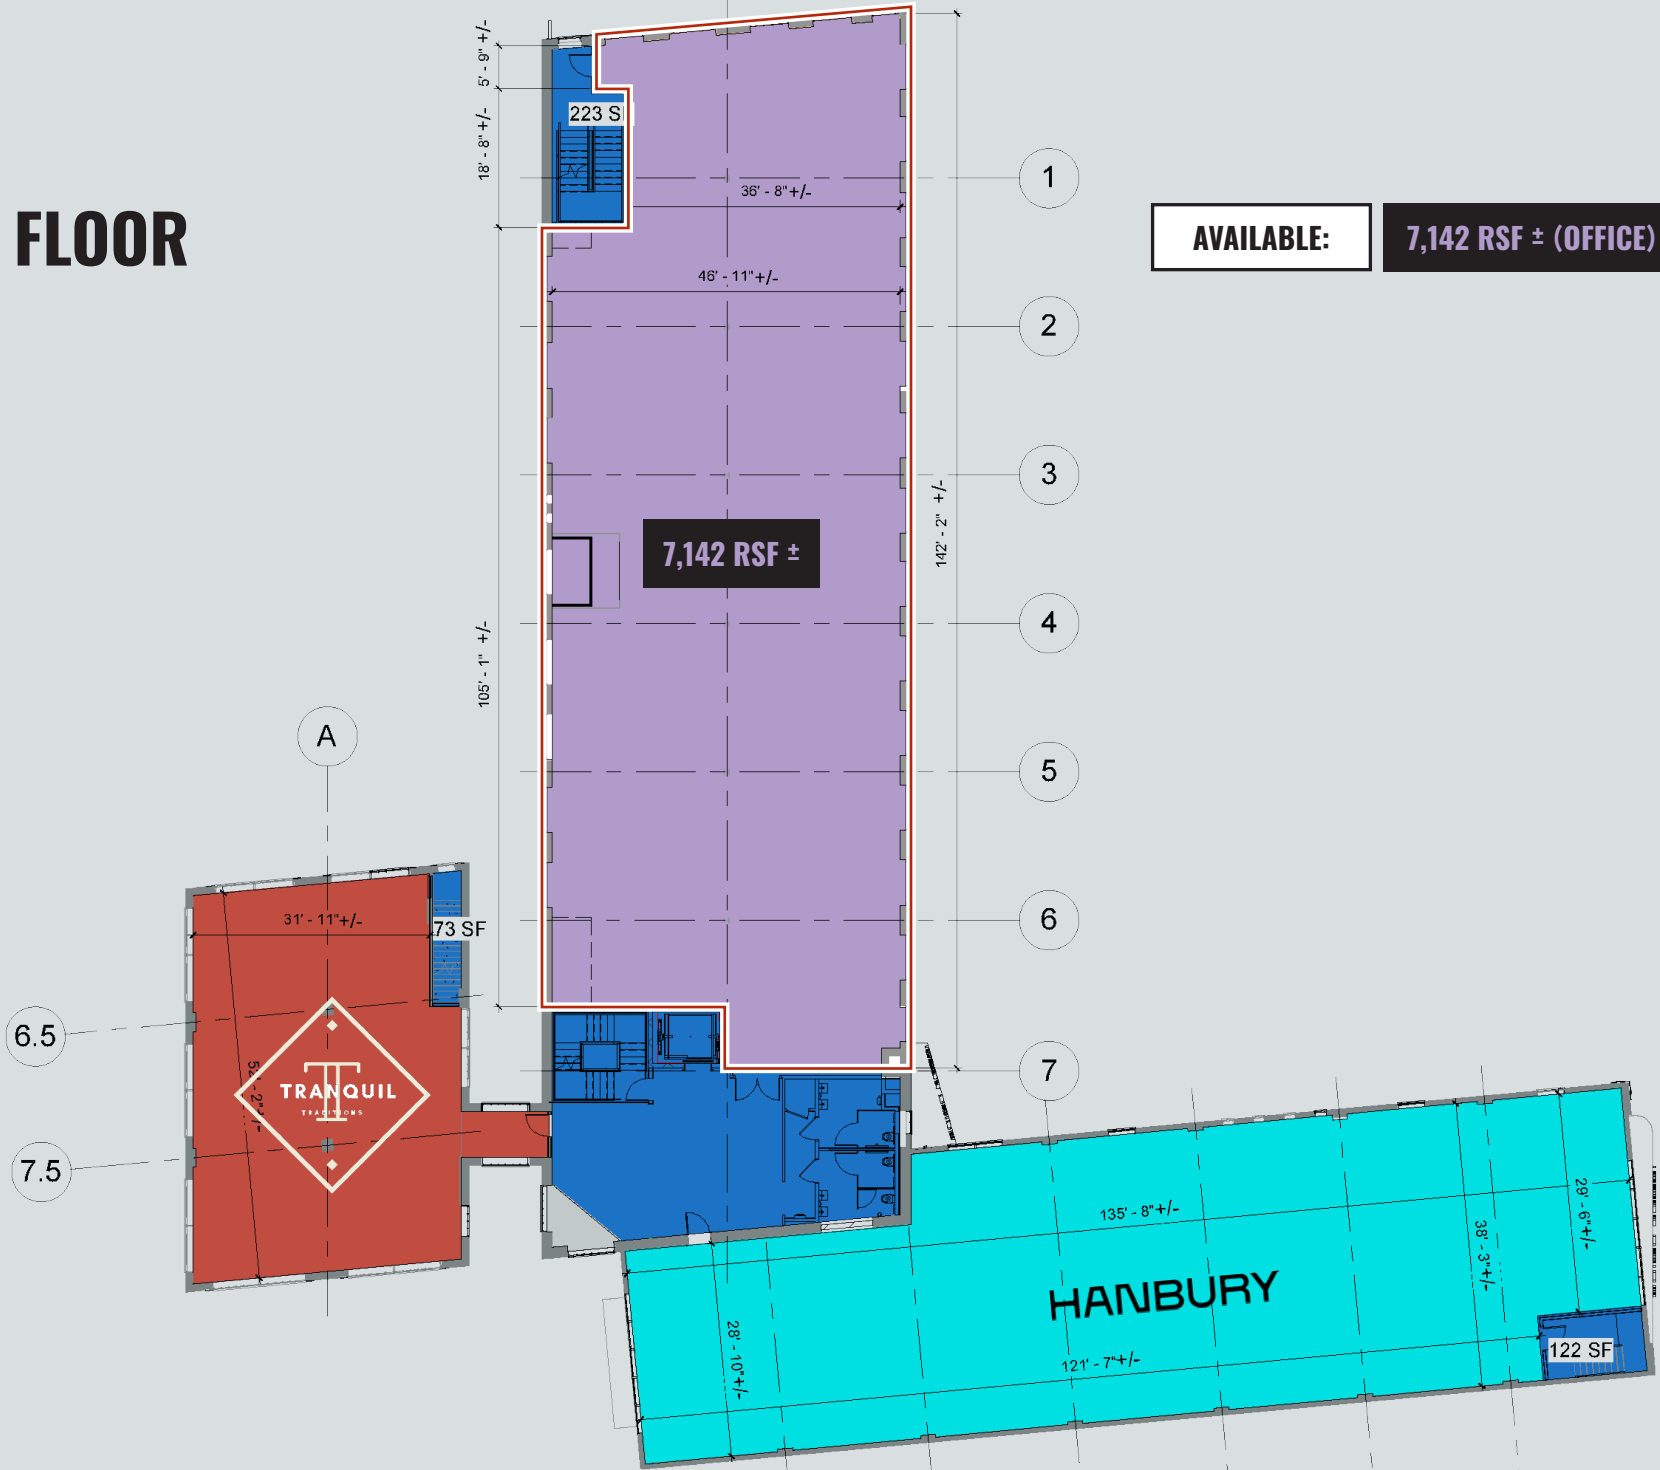 5' - 9" +/-
223 S
18' - 8" +/-
1
36' - 8"+/-
FLOOR
AVAILABLE:
7,142 RSF ± (OFFICE)
46' - 11"+/-
2
3
142' - 2" +/-
7,142 RSF ±
4
105' - 1" +/-
A
5
6
31' - 11"+/-
73 SF
6.5
7
TRANQUIL
TRADITIONS
7.5
135' - 8"+/-
29' - 6"+/-
38' - 3"+/-
HANBURY
28' - 10"+/-
121' - 7"+/-
122 SF